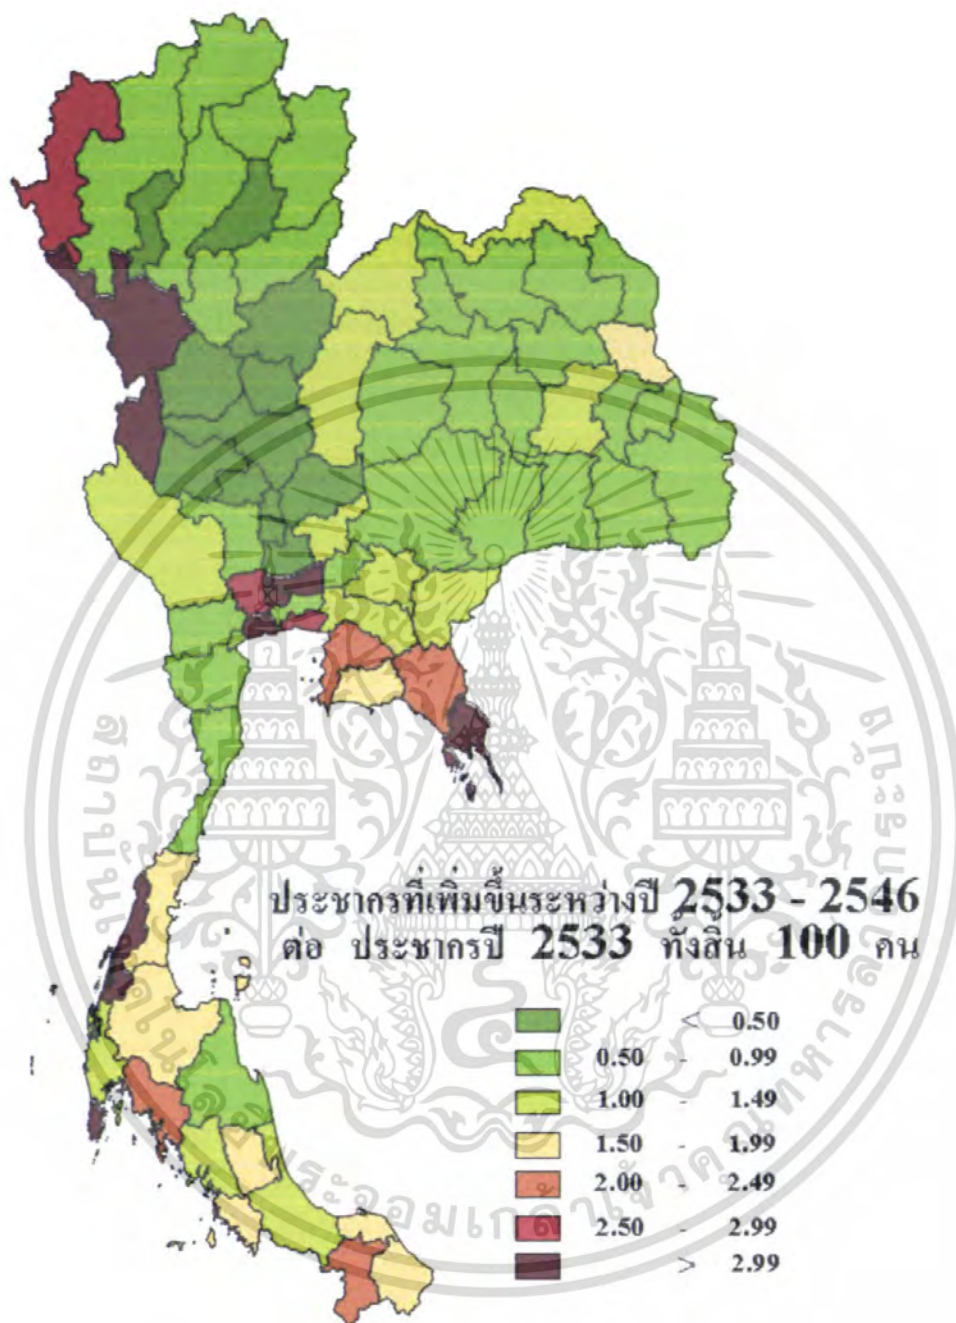 ประชากรที่เพิ่มขึ้นระหว่างปี 2533 - 2546
ต่อ ประชากรปี 2533 ทั้งสิ้น 100 คน
< 0.50
0.50 - 0.99
1.00 - 1.49
1.50 - 1.99
2.00 - 2.49
2.50 - 2.99
> 2.99